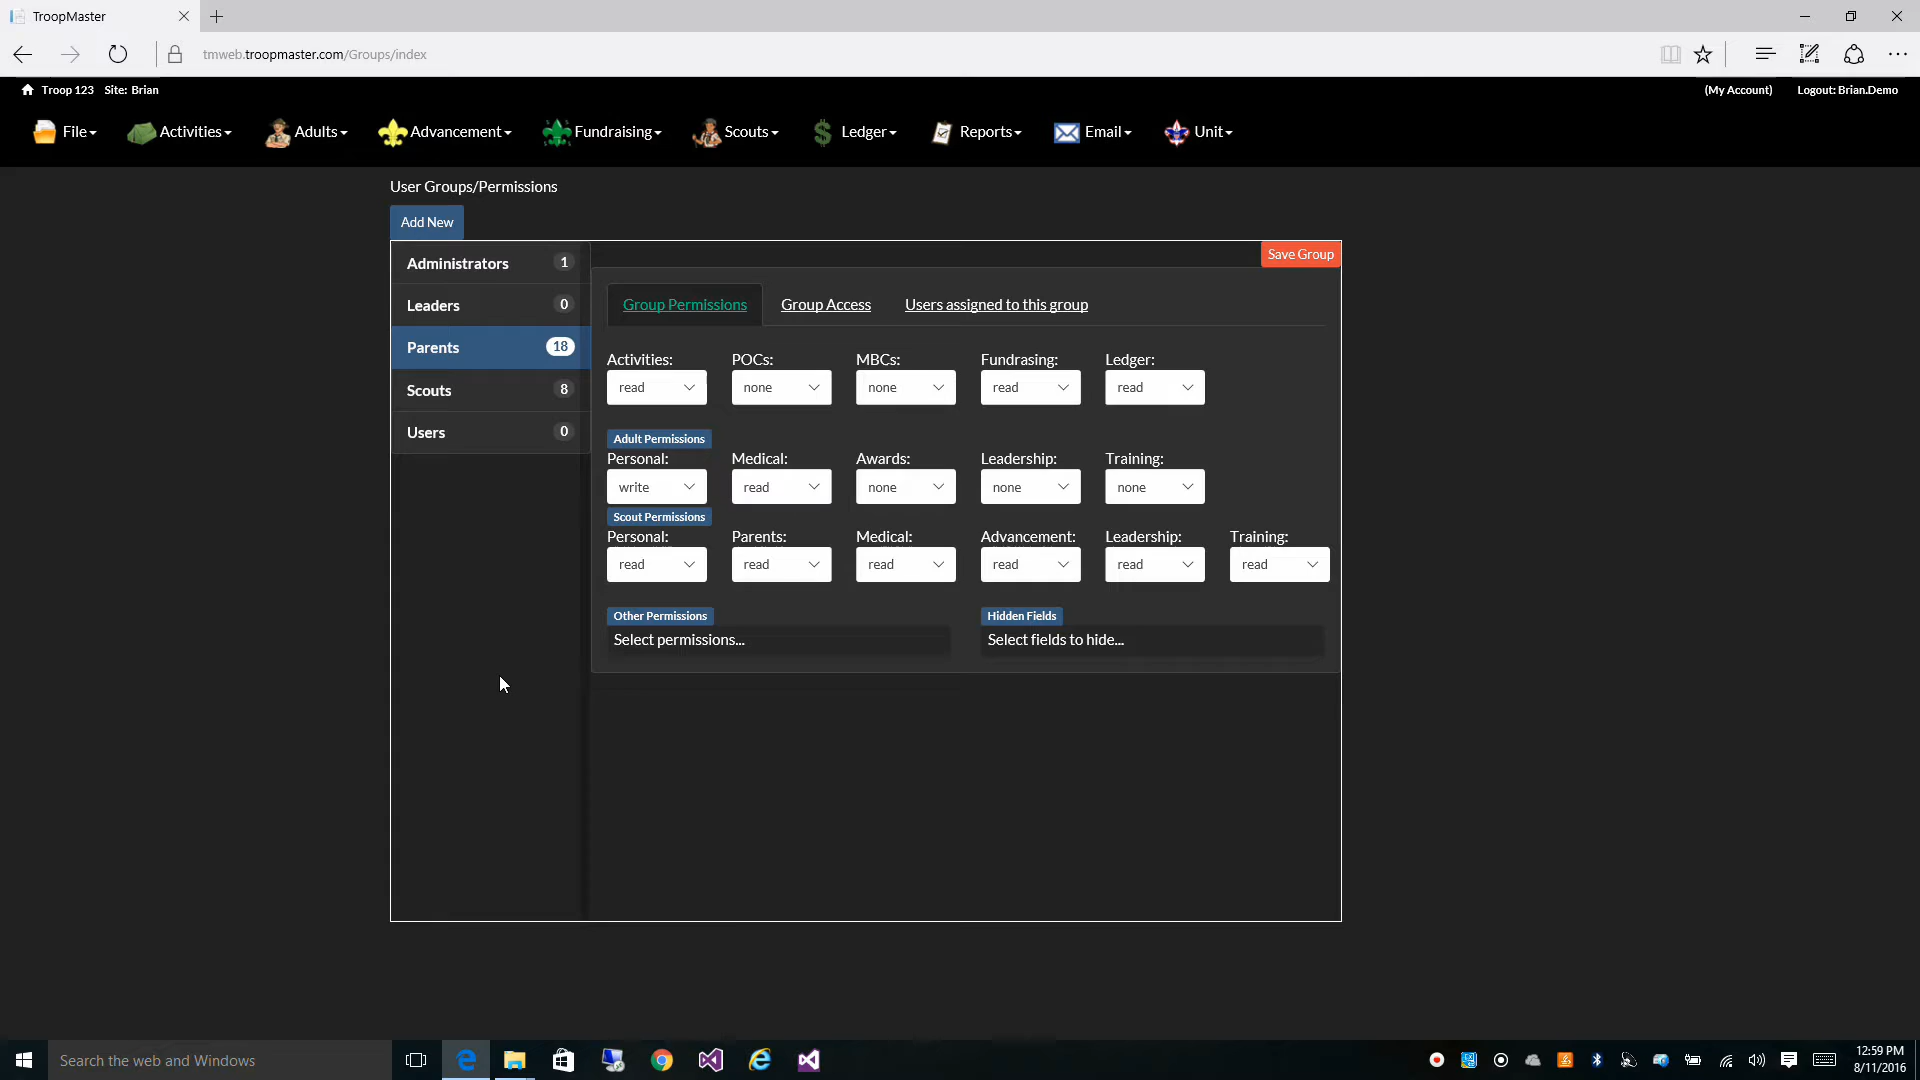 TroopMaster
tmweb.troopmaster.com/Groups/index
Troop 123 Site: Brian (My Account) Logout: Brian.Demo
File Activities Adults Advancement Fundraising Scouts Ledger Reports Email Unit
User Groups/Permissions
Add New
Save Group
Administrators 1
Leaders 0
Parents 18
Scouts 8
Users 0
Group Permissions Group Access Users assigned to this group
Activities: POCs: MBCs: Fundrasing: Ledger:
read none none read read
Adult Permissions
Personal: Medical: Awards: Leadership: Training:
write read none none none
Scout Permissions
Personal: Parents: Medical: Advancement: Leadership: Training:
read read read read read read
Other Permissions Hidden Fields
Select permissions... Select fields to hide...
Search the web and Windows
12:59 PM
8/11/2016